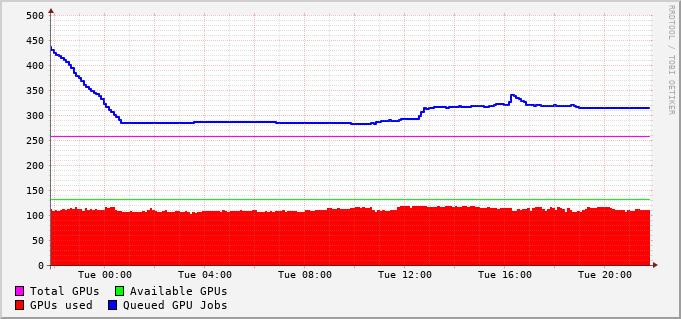 500
450
400
350
300
250
200
150
100
50
0
Tue 00:00 Tue 04:00 Tue 08:00 Tue 12:00 Tue 16:00 Tue 20:00
Total GPUs Available GPUs
GPUs used Queued GPU Jobs
RRDTOOL / TOBI OETIKER